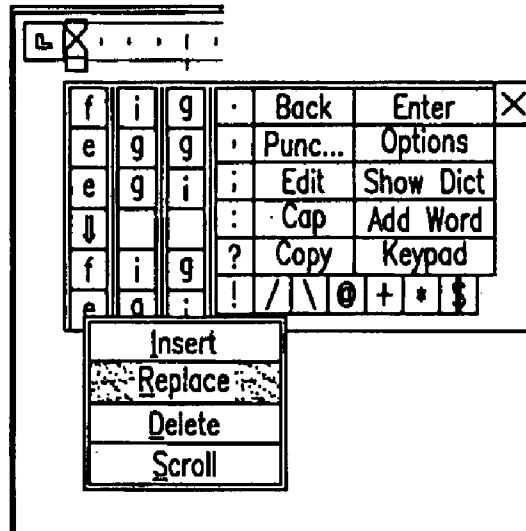 f i g . Back Enter X
e g g , Punc... Options
e g i ; Edit Show Dict
⇓ : Cap Add Word
f i g ? Copy Keypad
e g i ! / \ @ + * $
Insert
Replace
Delete
Scroll